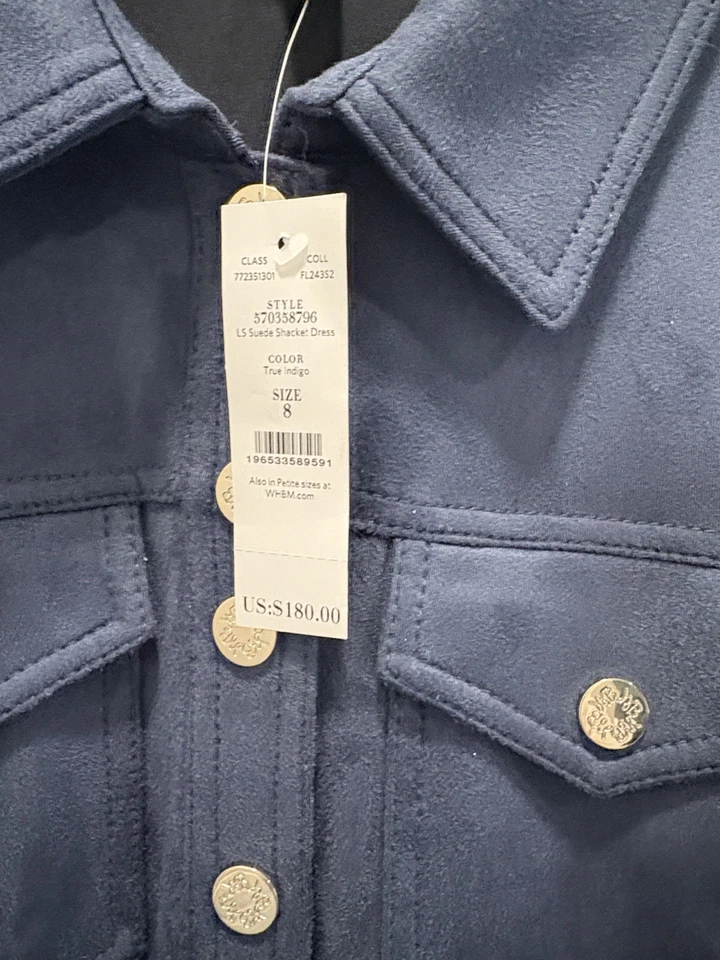 CLASS COLL
772351301 FL24352
STYLE
570358796
LS Suede Shacket Dress
COLOR
True Indigo
SIZE
8
196533589591
Also in Petite sizes at
WHBM.com
US:$180.00